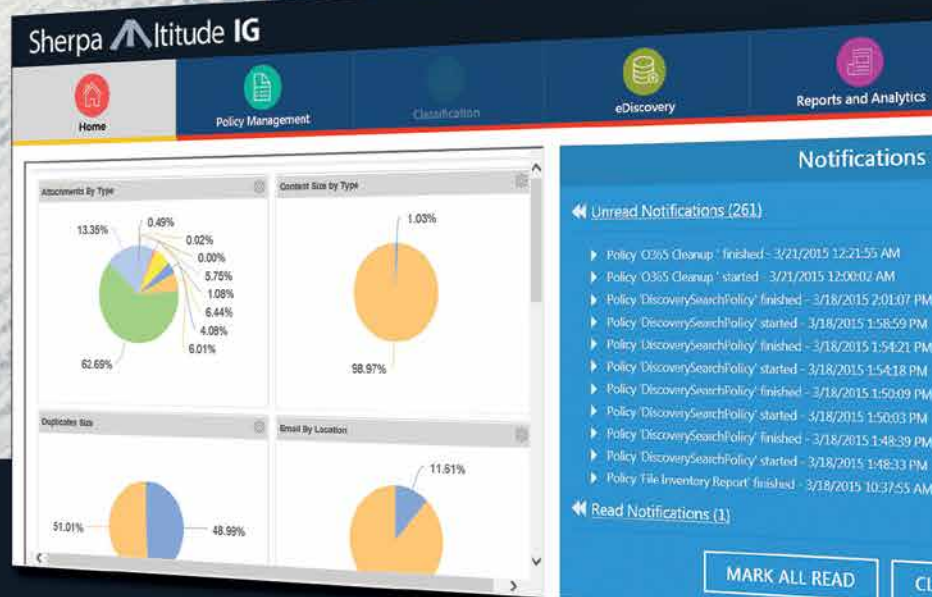 Sherpa Altitude IG
Home
Policy Management
Classification
eDiscovery
Reports and Analytics
Attachments By Type
13.35%
0.49%
0.02%
0.00%
5.75%
1.08%
6.44%
4.08%
6.01%
62.69%
Content Size by Type
1.03%
98.97%
Duplicates Size
51.01%
48.99%
Email By Location
11.61%
Notifications
Unread Notifications (261)
Policy 'O365 Cleanup ' finished - 3/21/2015 12:21:55 AM
Policy 'O365 Cleanup ' started - 3/21/2015 12:00:02 AM
Policy 'DiscoverySearchPolicy' finished - 3/18/2015 2:01:07 PM
Policy 'DiscoverySearchPolicy' started - 3/18/2015 1:58:59 PM
Policy 'DiscoverySearchPolicy' finished - 3/18/2015 1:54:21 PM
Policy 'DiscoverySearchPolicy' started - 3/18/2015 1:54:18 PM
Policy 'DiscoverySearchPolicy' finished - 3/18/2015 1:50:09 PM
Policy 'DiscoverySearchPolicy' started - 3/18/2015 1:50:03 PM
Policy 'DiscoverySearchPolicy' finished - 3/18/2015 1:48:39 PM
Policy 'DiscoverySearchPolicy' started - 3/18/2015 1:48:33 PM
Policy 'File Inventory Report' finished - 3/18/2015 10:37:55 AM
Read Notifications (1)
MARK ALL READ